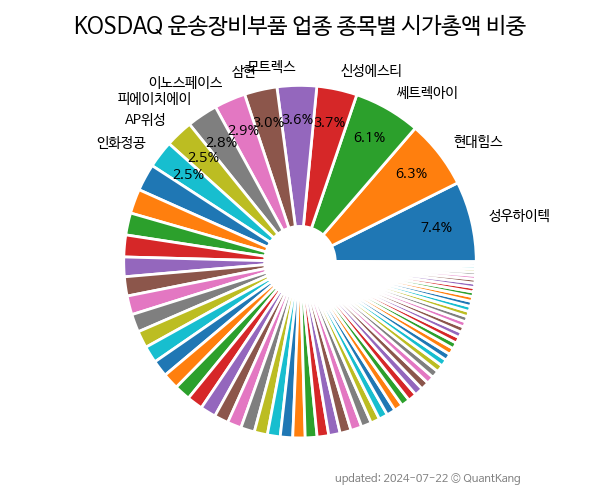 KOSDAQ 운송장비부품 업종 종목별 시가총액 비중
모트렉스
신성에스티
삼현
이노스페이스
쎄트렉아이
피에이치에이
AP위성
인화정공
현대힘스
성우하이텍
3.6%
3.7%
3.0%
2.9%
6.1%
2.8%
2.5%
2.5%
6.3%
7.4%
updated: 2024-07-22 © QuantKang